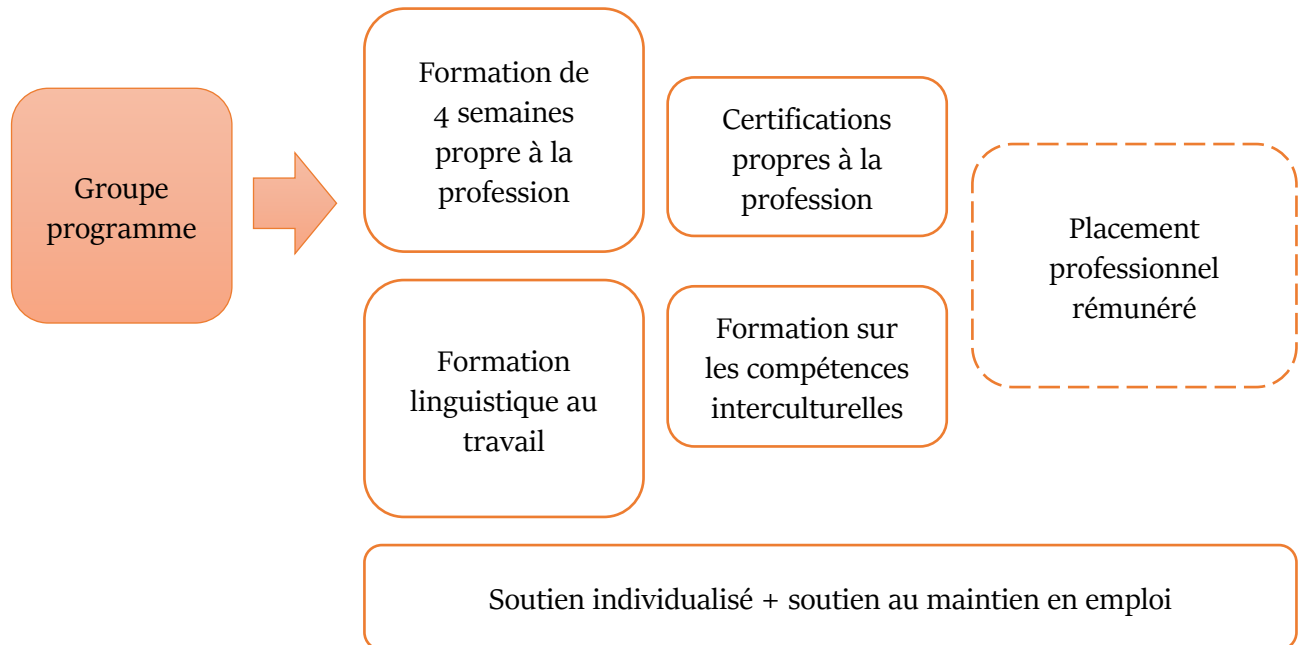 Groupe
programme
Formation de
4 semaines
propre à la
profession
Certifications
propres à la
profession
Formation
linguistique au
travail
Formation sur
les compétences
interculturelles
Placement
professionnel
rémunéré
Soutien individualisé + soutien au maintien en emploi